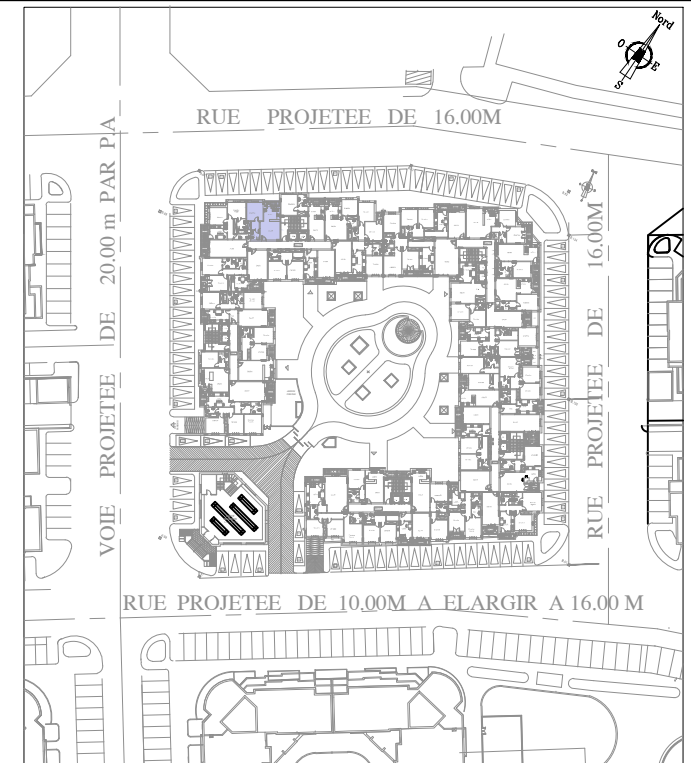 Nord
O
E
S
RUE PROJETEE DE 16.00M
VOIE PROJETEE DE 20,00 m PAR P.A
RUE PROJETEE DE 16.00M
RUE PROJETEE DE 10.00M A ELARGIR A 16.00 M